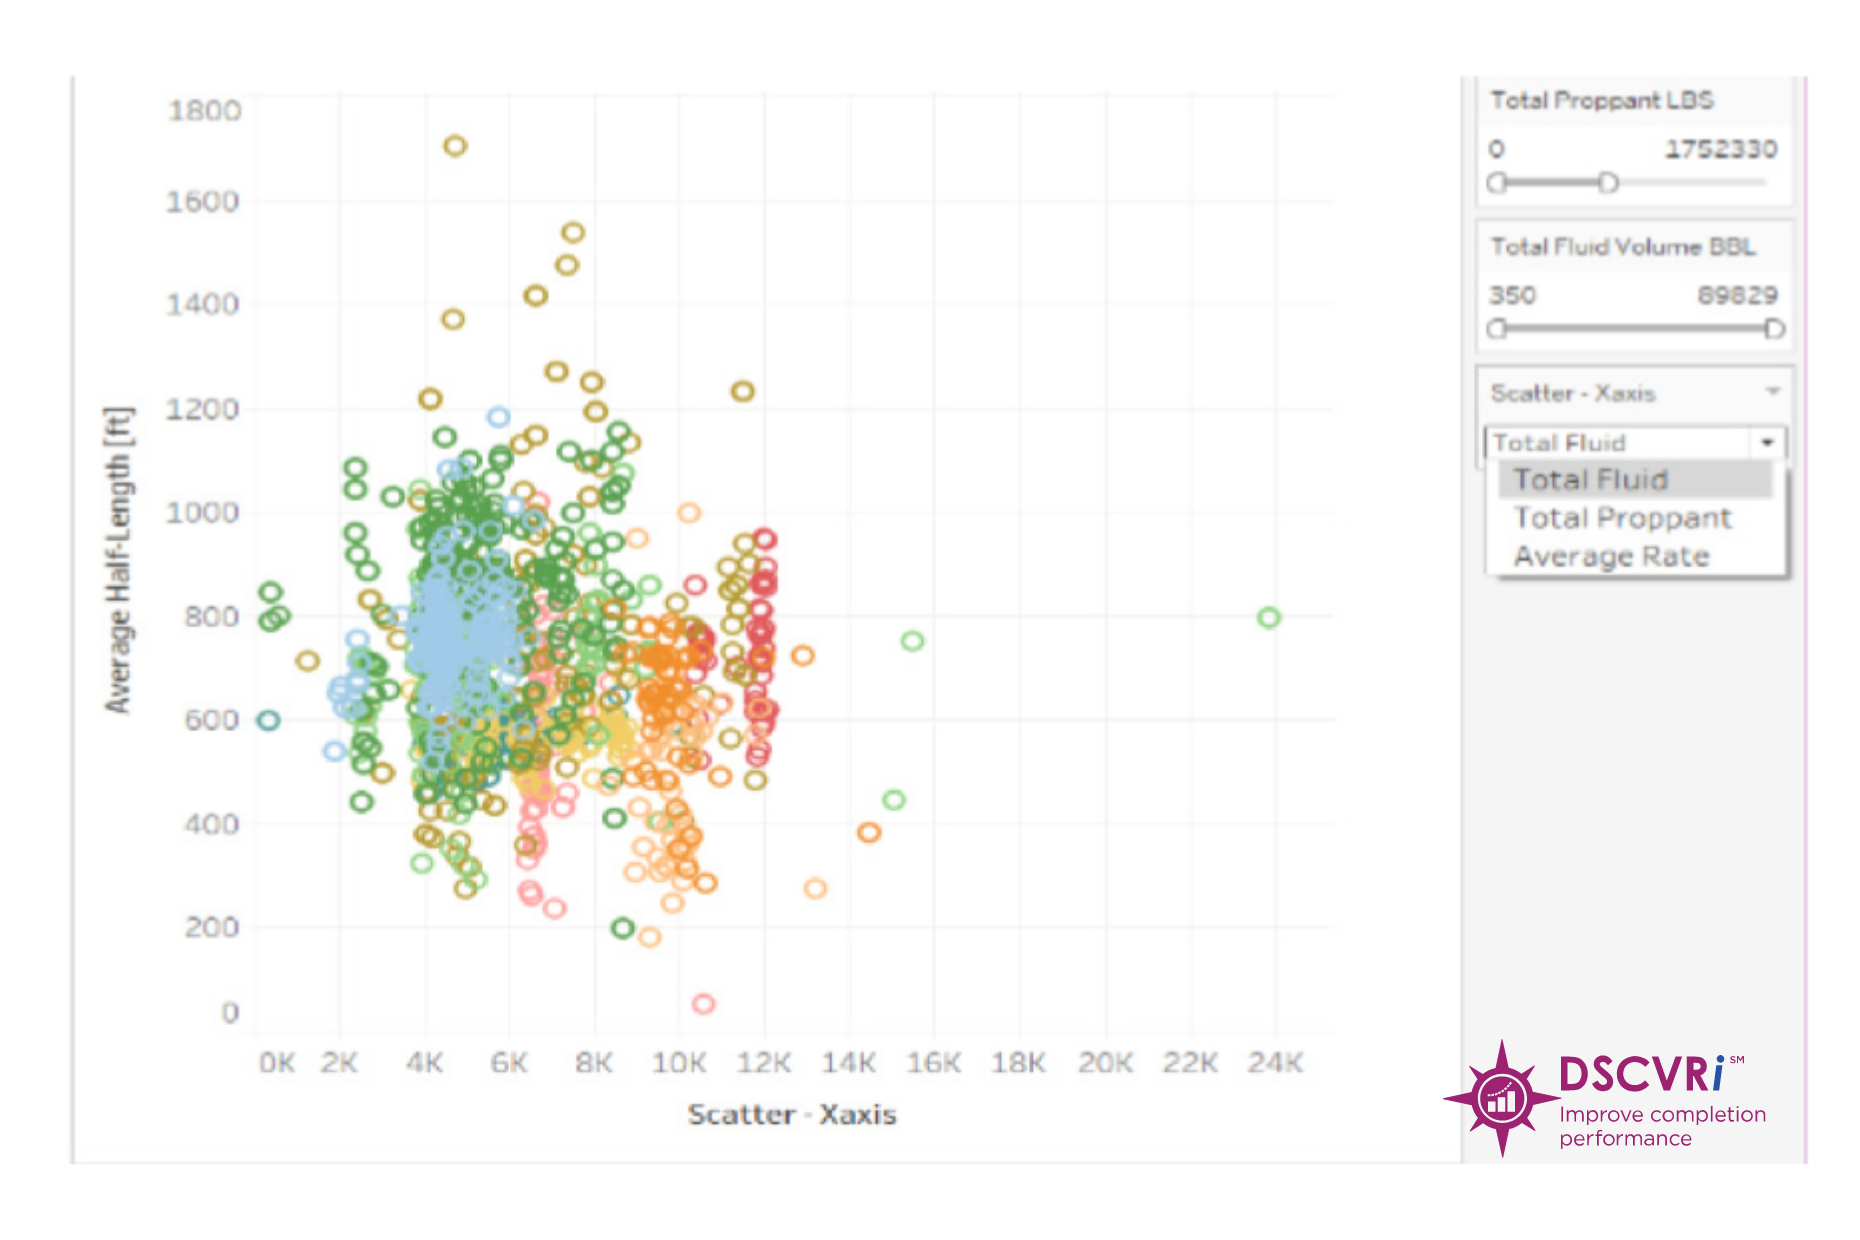 1800
1600
1400
1200
1000
800
600
400
200
0
Average Half-Length [ft]
0K 2K 4K 6K 8K 10K 12K 14K 16K 18K 20K 22K 24K
Scatter - Xaxis
Total Proppant LBS
0 1752330
Total Fluid Volume BBL
350 89829
Scatter - Xaxis
Total Fluid
Total Fluid
Total Proppant
Average Rate
DSCVRi SM
Improve completion
performance